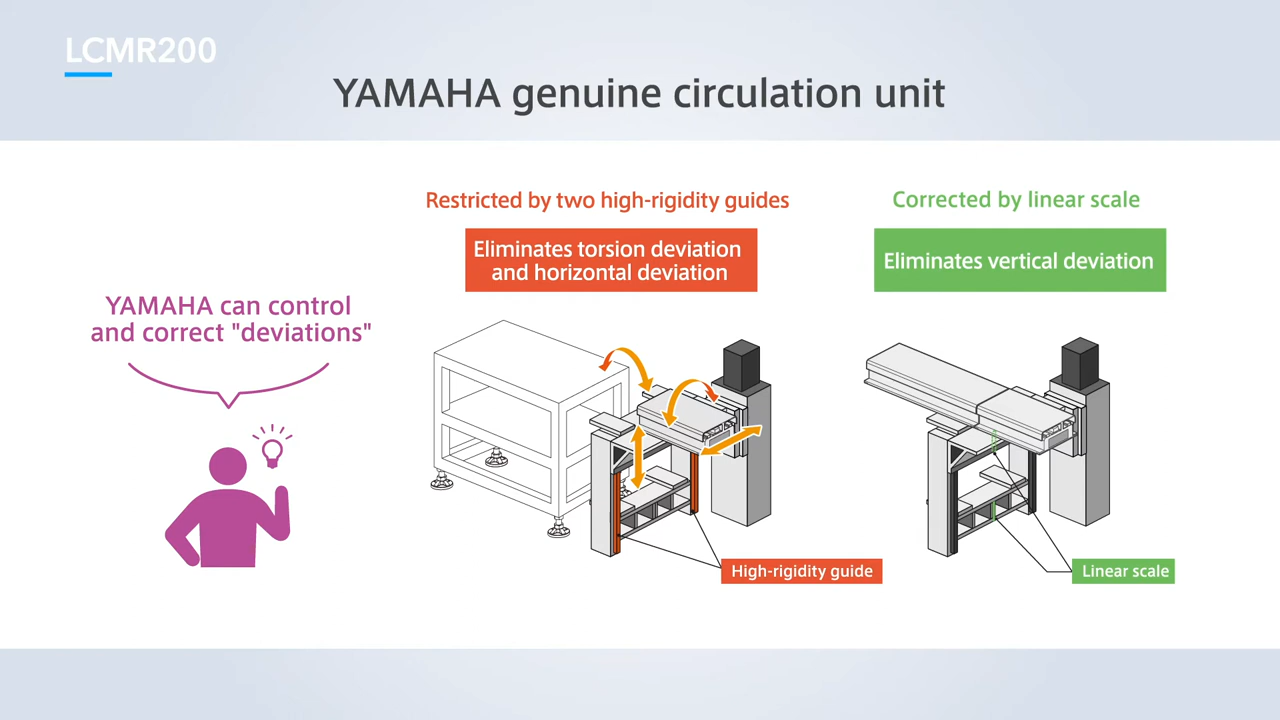 LCMR200
YAMAHA genuine circulation unit
Restricted by two high-rigidity guides
Eliminates torsion deviation
and horizontal deviation
Corrected by linear scale
Eliminates vertical deviation
YAMAHA can control
and correct "deviations"
High-rigidity guide
Linear scale